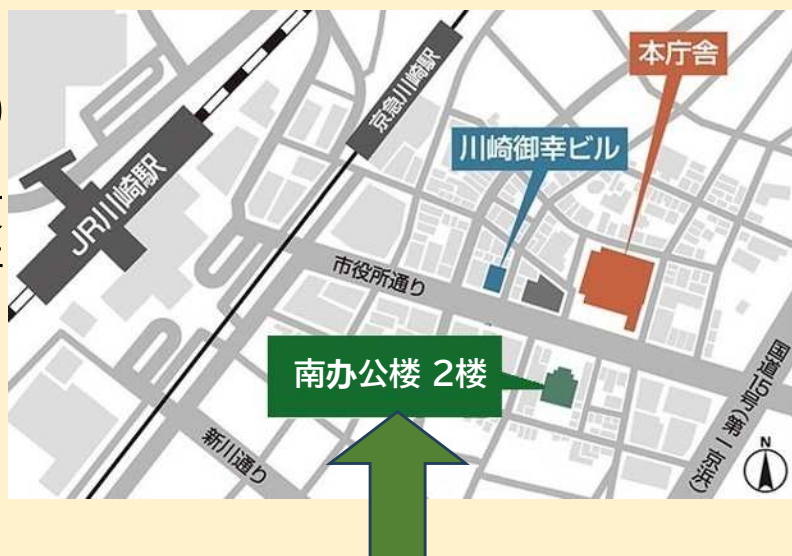 本庁舎
京急川崎駅
川崎御幸ビル
JR川崎駅
市役所通り
南办公楼 2楼
国道15号(第一京浜)
新川通り
N